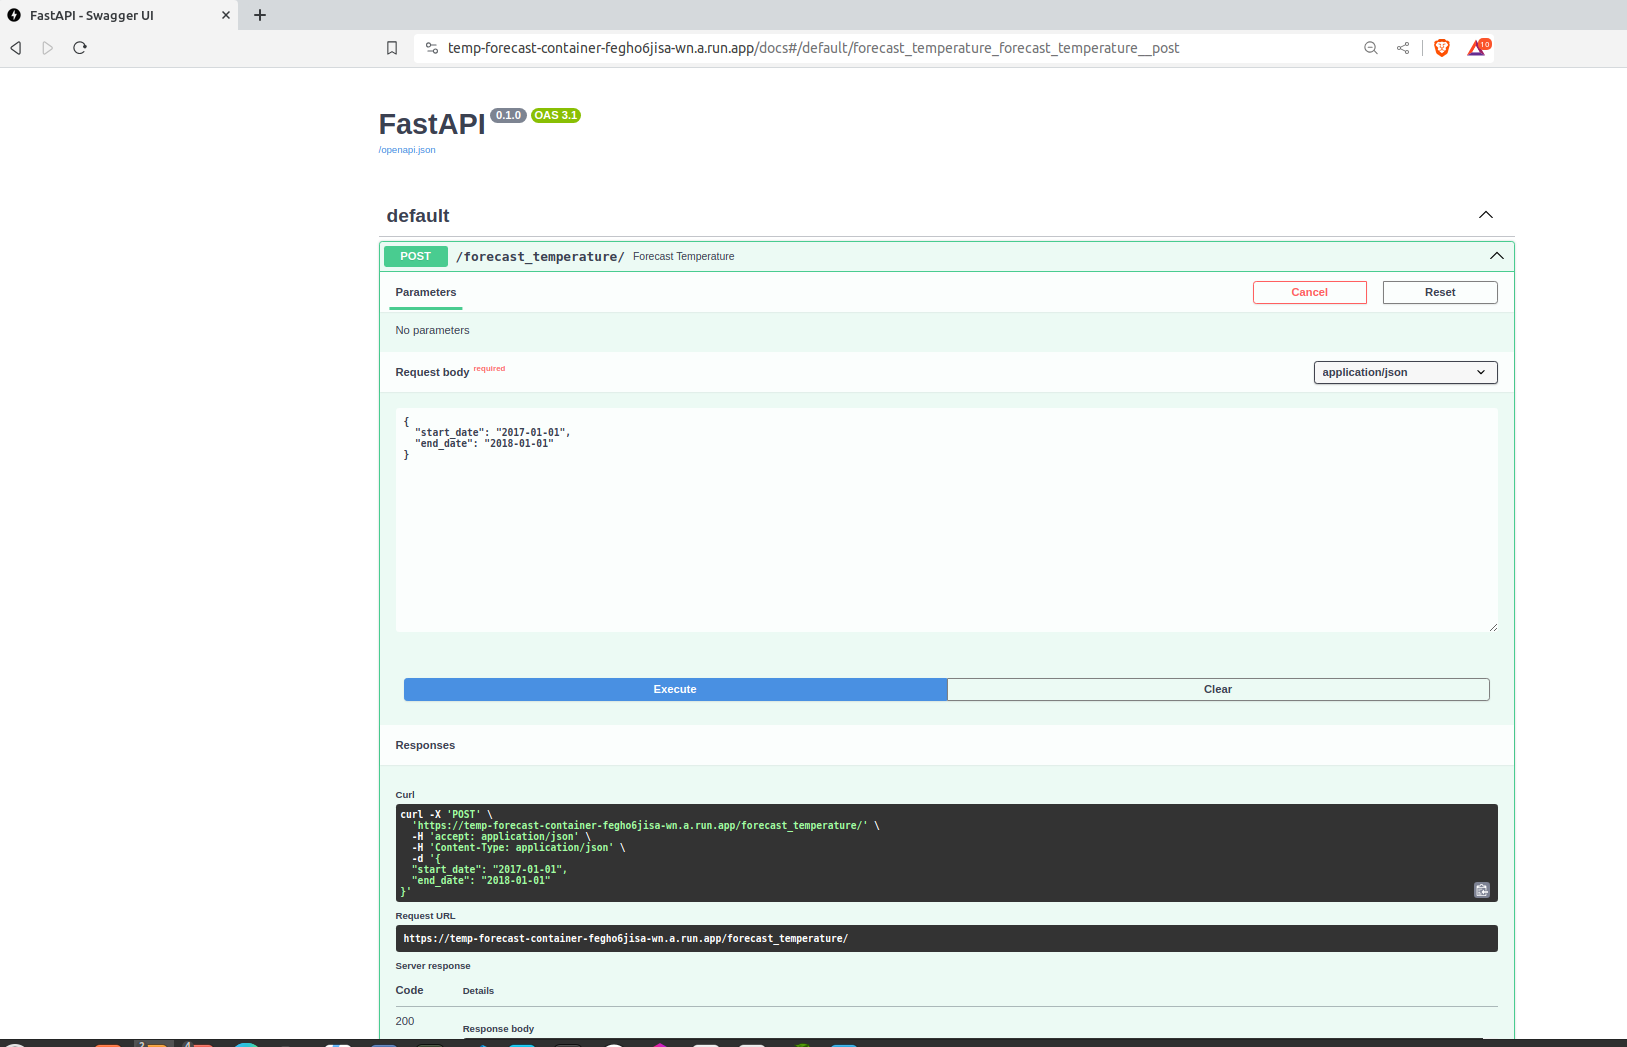 FastAPI - Swagger UI
temp-forecast-container-fegho6jisa-wn.a.run.app/docs#/default/forecast_temperature_forecast_temperature__post
10
FastAPI 0.1.0 OAS 3.1
/openapi.json
default
POST /forecast_temperature/ Forecast Temperature
Parameters
Cancel
Reset
No parameters
Request body required
application/json
{
"start_date": "2017-01-01",
"end_date": "2018-01-01"
}
Execute
Clear
Responses
Curl
curl -X 'POST' \
'https://temp-forecast-container-fegho6jisa-wn.a.run.app/forecast_temperature/' \
-H 'accept: application/json' \
-H 'Content-Type: application/json' \
-d '{
"start_date": "2017-01-01",
"end_date": "2018-01-01"
}'
Request URL
https://temp-forecast-container-fegho6jisa-wn.a.run.app/forecast_temperature/
Server response
Code Details
200
Response body
2
4